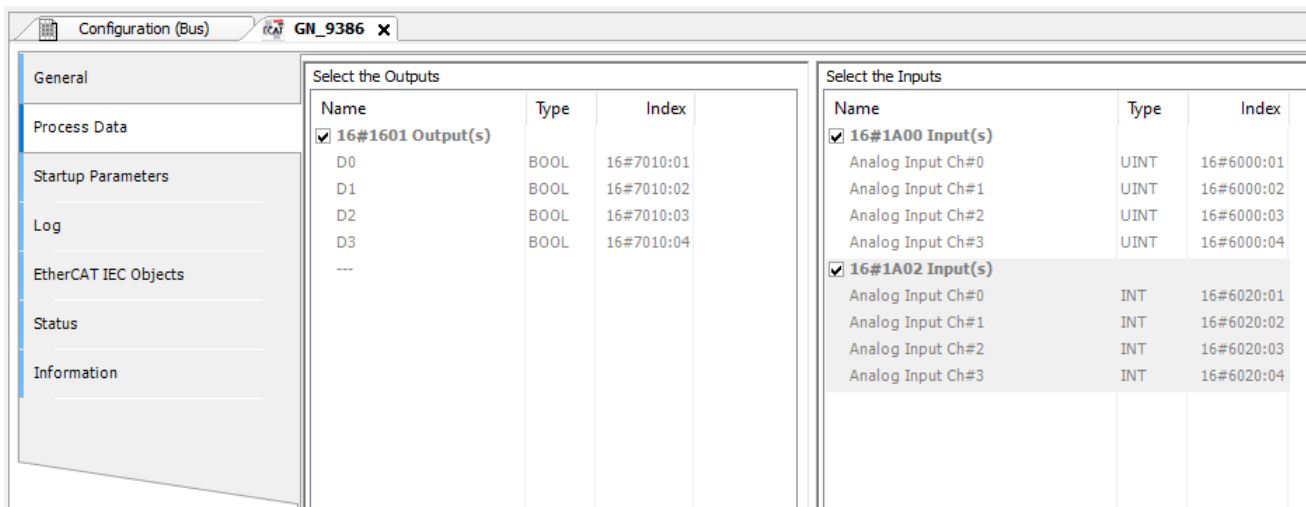 Configuration (Bus) GN_9386
General
Process Data
Startup Parameters
Log
EtherCAT IEC Objects
Status
Information
Select the Outputs
Name Type Index
16#1601 Output(s)
D0 BOOL 16#7010:01
D1 BOOL 16#7010:02
D2 BOOL 16#7010:03
D3 BOOL 16#7010:04
---
Select the Inputs
Name Type Index
16#1A00 Input(s)
Analog Input Ch#0 UINT 16#6000:01
Analog Input Ch#1 UINT 16#6000:02
Analog Input Ch#2 UINT 16#6000:03
Analog Input Ch#3 UINT 16#6000:04
16#1A02 Input(s)
Analog Input Ch#0 INT 16#6020:01
Analog Input Ch#1 INT 16#6020:02
Analog Input Ch#2 INT 16#6020:03
Analog Input Ch#3 INT 16#6020:04